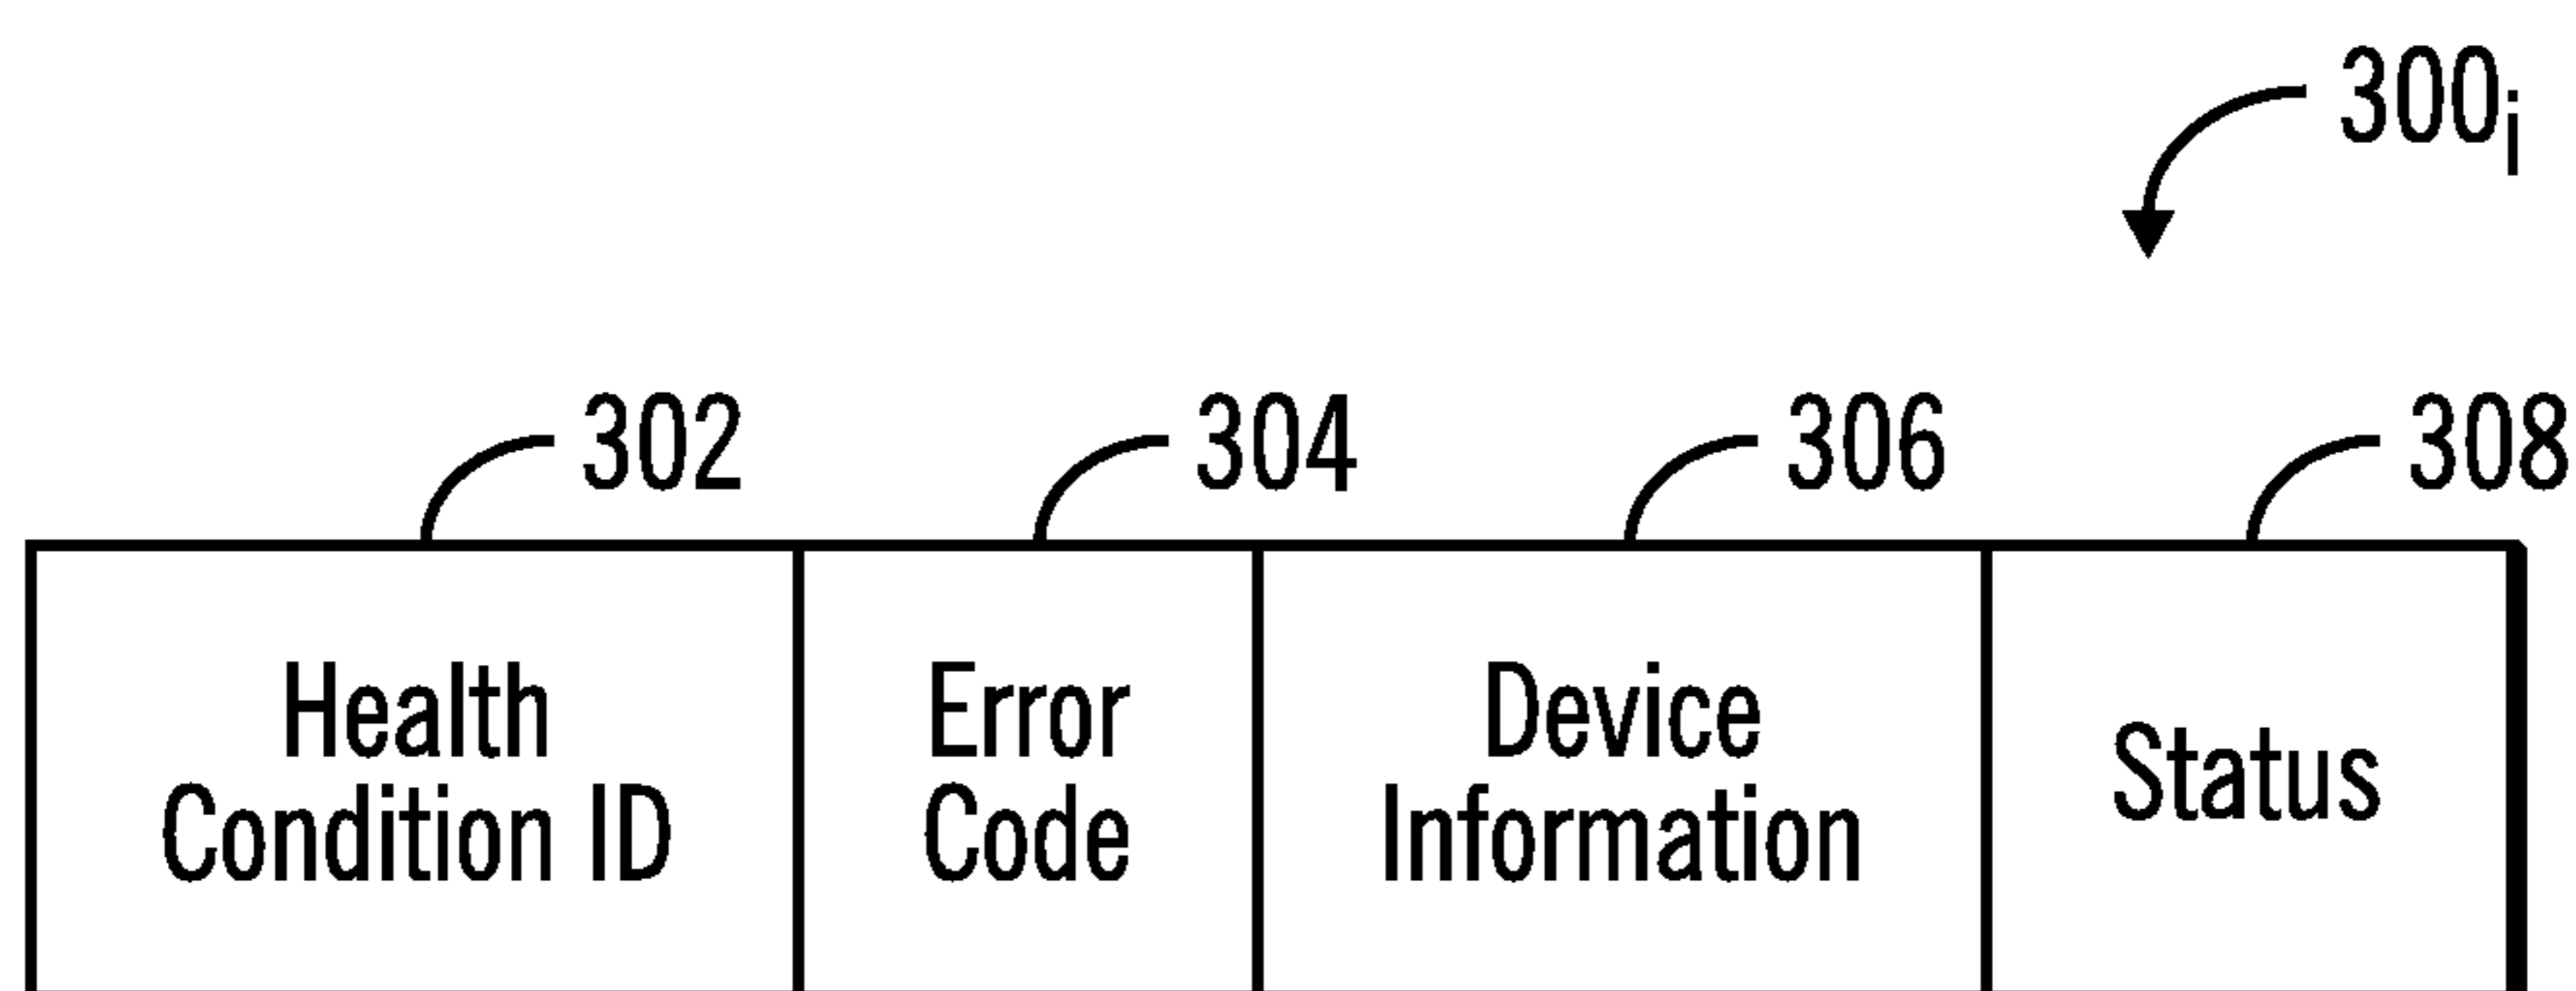 300i
302
304
306
308
Health
Condition ID
Error
Code
Device
Information
Status